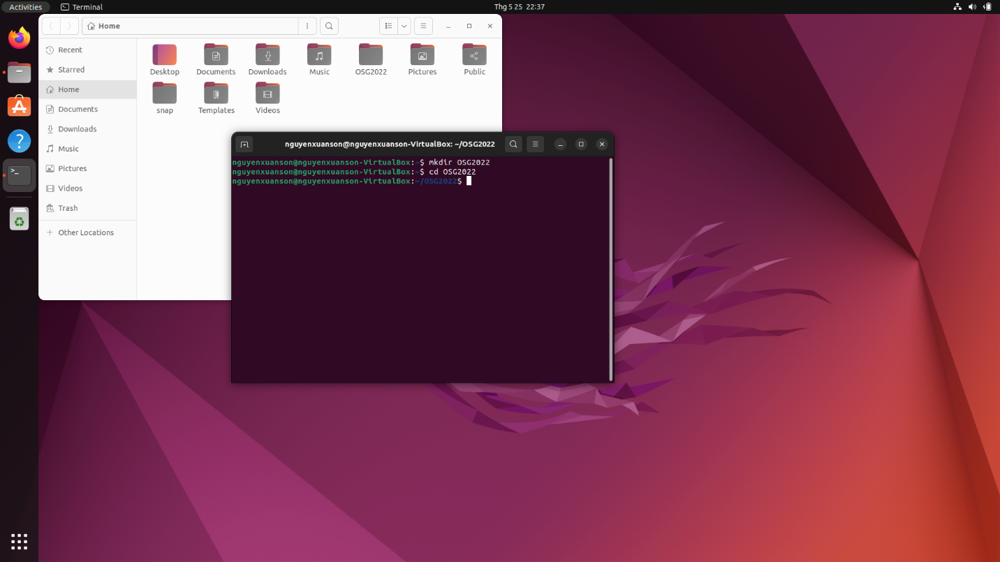 Activities
Terminal
Thg 5 25 22:37
Home
Recent
Starred
Home
Documents
Downloads
Music
Pictures
Videos
Trash
Other Locations
Desktop
Documents
Downloads
Music
OSG2022
Pictures
Public
snap
Templates
Videos
nguyenxuanson@nguyenxuanson-VirtualBox: ~/OSG2022
nguyenxuanson@nguyenxuanson-VirtualBox:~$ mkdir OSG2022
nguyenxuanson@nguyenxuanson-VirtualBox:~$ cd OSG2022
nguyenxuanson@nguyenxuanson-VirtualBox:~/OSG2022$